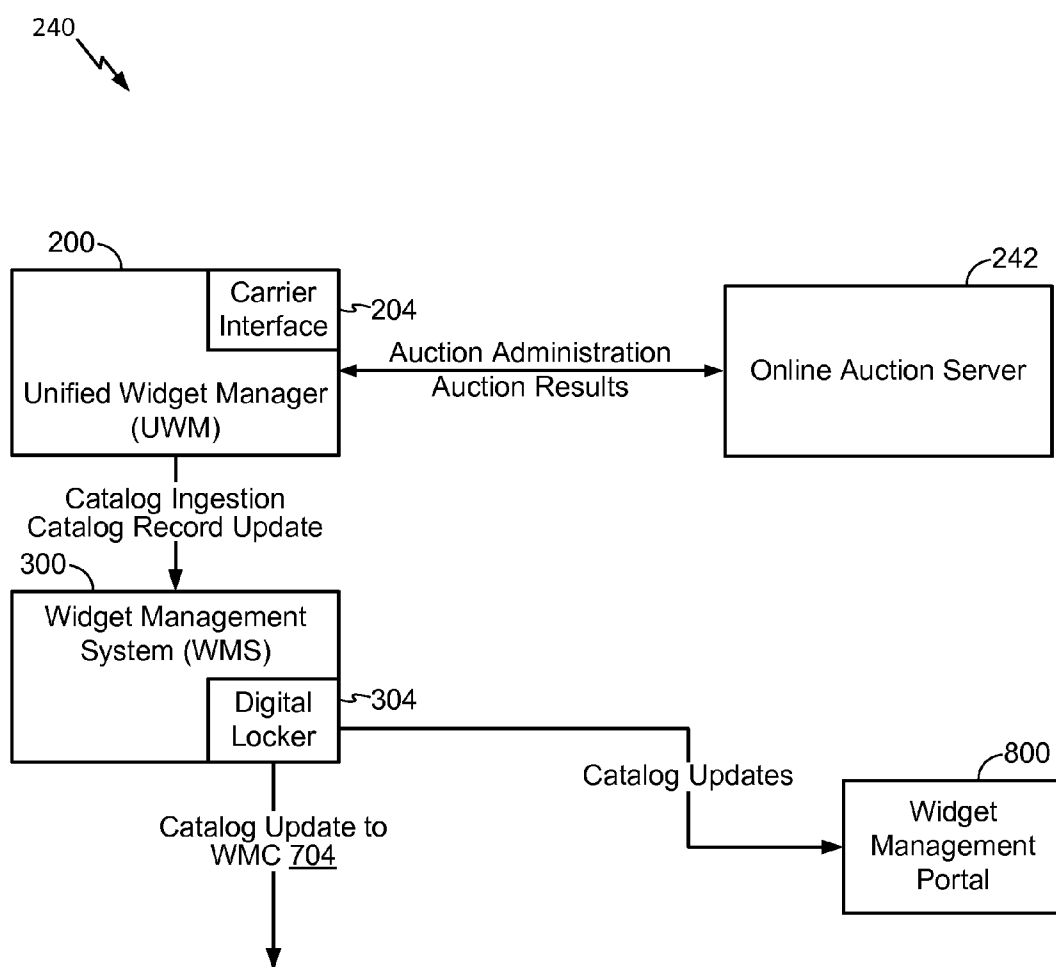 240
200
242
Carrier
Interface
204
Auction Administration
Auction Results
Online Auction Server
Unified Widget Manager
(UWM)
Catalog Ingestion
Catalog Record Update
300
Widget Management
System (WMS)
Digital
Locker
304
Catalog Updates
800
Widget
Management
Portal
Catalog Update to
WMC 704